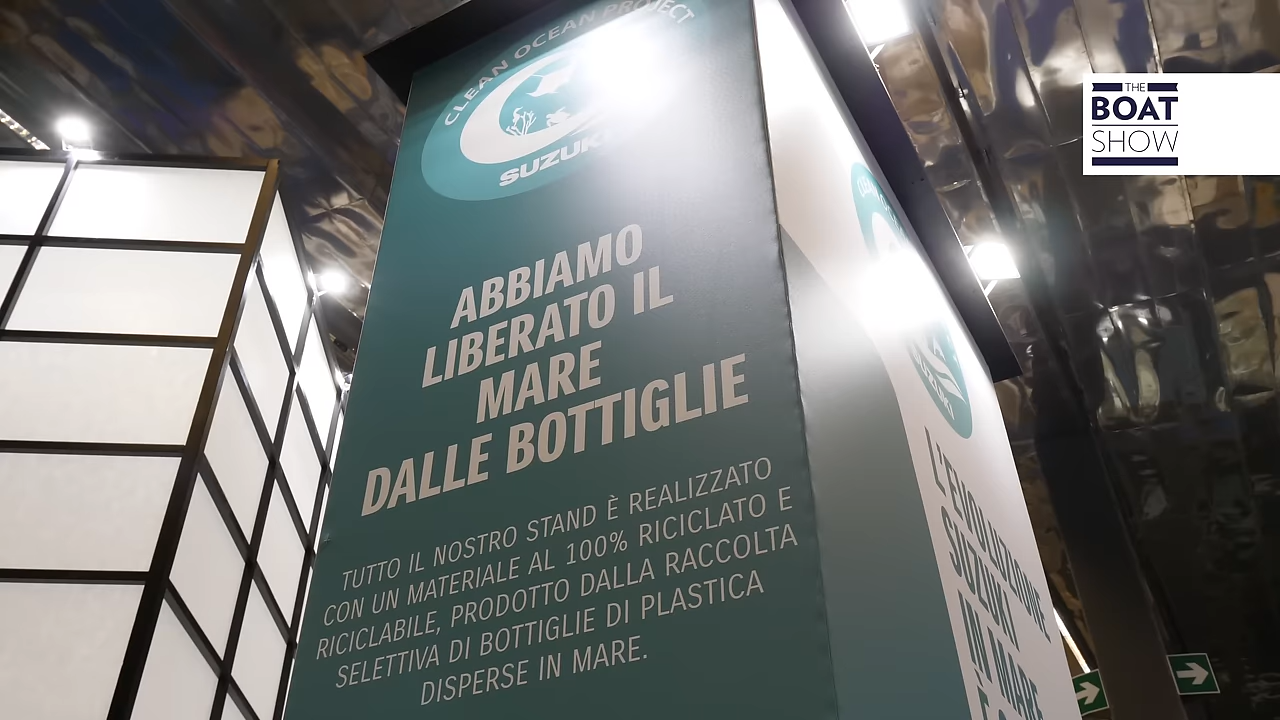 CLEAN OCEAN PROJECT
SUZUKI
ABBIAMO
LIBERATO IL
MARE
DALLE BOTTIGLIE
TUTTO IL NOSTRO STAND È REALIZZATO
CON UN MATERIALE AL 100% RICICLATO E
RICICLABILE, PRODOTTO DALLA RACCOLTA
SELETTIVA DI BOTTIGLIE DI PLASTICA
DISPERSE IN MARE.
L'EVOLUZIONE
SUZUKI
IN MARE
THE
BOAT
SHOW